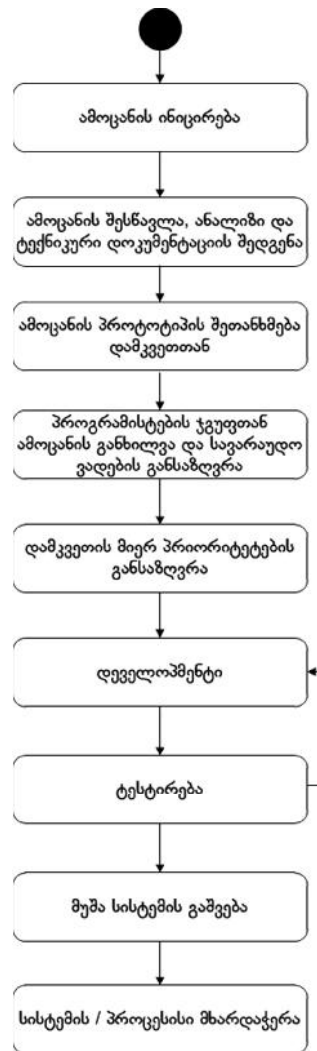 ამოცანის ინიცირება
ამოცანის შესწავლა, ანალიზი და
ტექნიკური დოკუმენტაციის შედგენა
ამოცანის პროტოტიპის შეთანხმება
დამკვეთთან
პროგრამისტების ჯგუფთან
ამოცანის განხილვა და სავარაუდო
ვადების განსაზღვრა
დამკვეთის მიერ პრიორიტეტების
განსაზღვრა
დეველოპმენტი
ტესტირება
მუშა სისტემის გაშვება
სისტემის / პროცესისი მხარდაჭერა